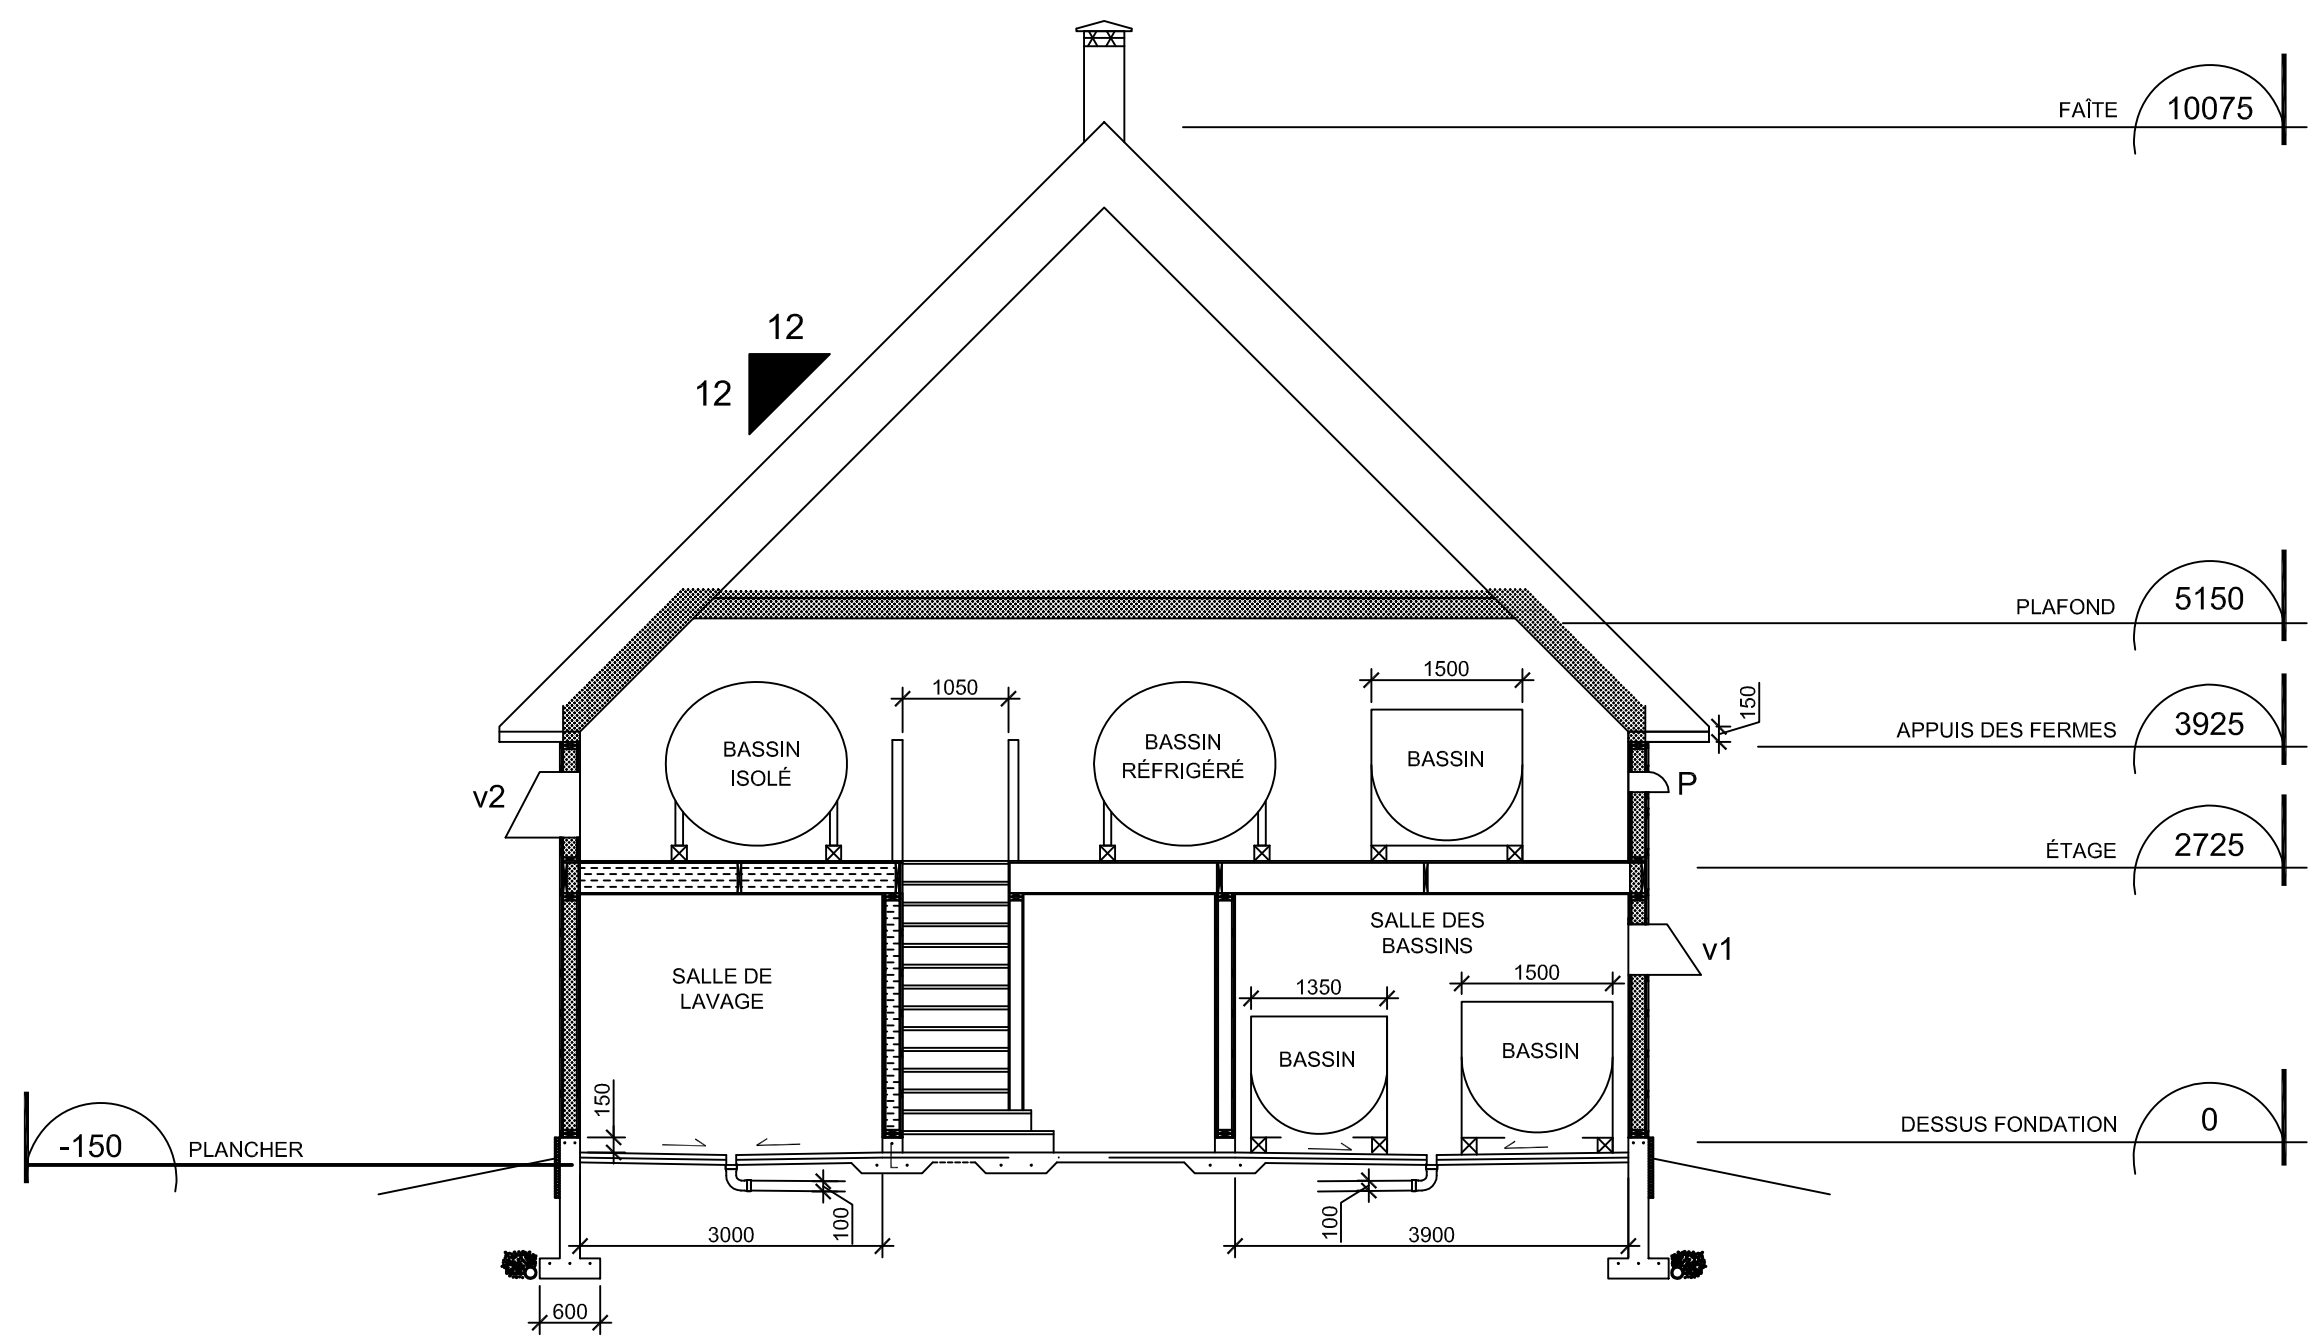 FAÎTE 10075
12
12
PLAFOND 5150
1500
1050
150
APPUIS DES FERMES 3925
BASSIN
ISOLÉ
BASSIN
RÉFRIGÉRÉ
BASSIN
v2
P
ÉTAGE 2725
SALLE DES
BASSINS
v1
SALLE DE
LAVAGE
1350
1500
BASSIN
BASSIN
150
DESSUS FONDATION 0
-150 PLANCHER
100
100
3000
3900
600